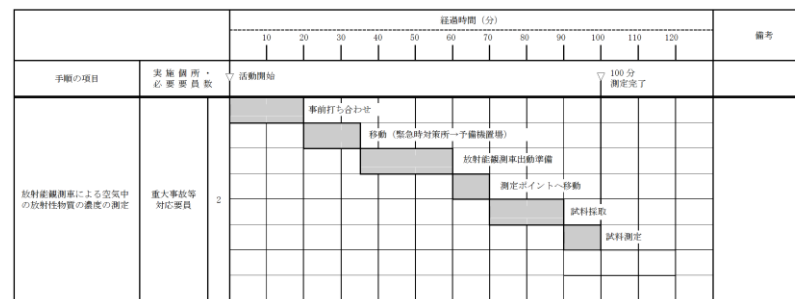 経過時間（分）
備考
10 20 30 40 50 60 70 80 90 100 110 120
手順の項目
実施個所・
必要要員数
▽ 活動開始
▽ 100分
測定完了
事前打ち合わせ
移動（緊急時対策所→予備機置場）
放射能観測車出動準備
測定ポイントへ移動
放射能観測車による空気中
の放射性物質の濃度の測定
重大事故等
対応要員
2
試料採取
試料測定